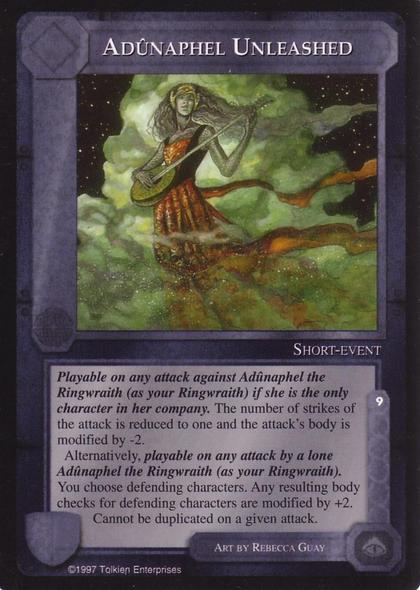 ADÛNAPHEL UNLEASHED
SHORT-EVENT
Playable on any attack against Adûnaphel the
Ringwraith (as your Ringwraith) if she is the only
character in her company. The number of strikes of
the attack is reduced to one and the attack's body is
modified by -2.
Alternatively, playable on any attack by a lone
Adûnaphel the Ringwraith (as your Ringwraith).
You choose defending characters. Any resulting body
checks for defending characters are modified by +2.
Cannot be duplicated on a given attack.
9
ART BY REBECCA GUAY
©1997 Tolkien Enterprises